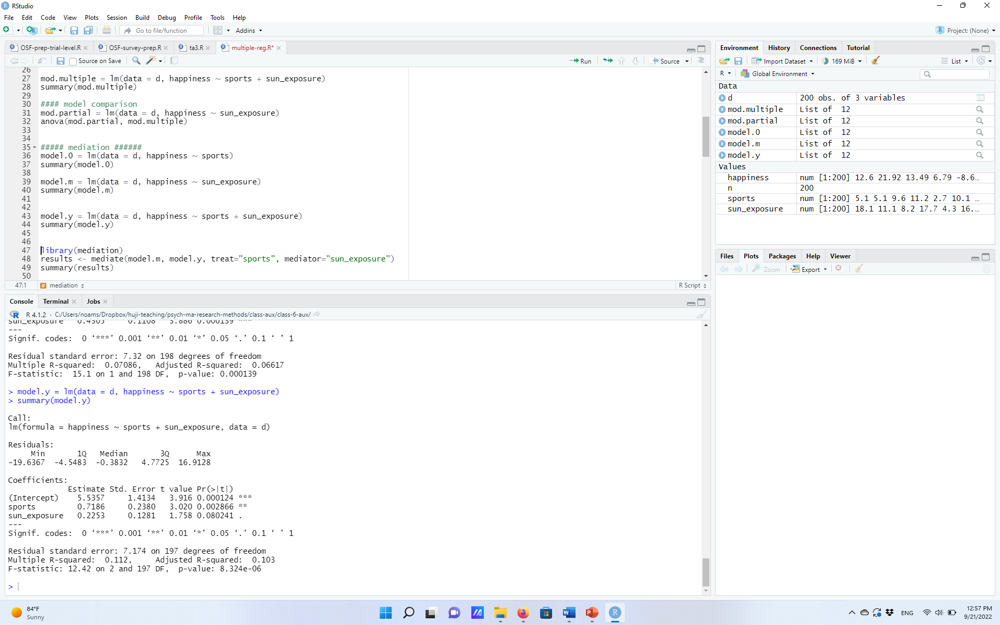 RStudio
File Edit Code View Plots Session Build Debug Profile Tools Help
Go to file/function Addins Project: (None)
OSF-prep-trial-level.R OSF-survey-prep.R ta3.R multiple-reg.R*
Source on Save Run Source
26
27 mod.multiple = lm(data = d, happiness ~ sports + sun_exposure)
28 summary(mod.multiple)
29
30 #### model comparison
31 mod.partial = lm(data = d, happiness ~ sun_exposure)
32 anova(mod.partial, mod.multiple)
33
34
35 ##### mediation ######
36 model.0 = lm(data = d, happiness ~ sports)
37 summary(model.0)
38
39 model.m = lm(data = d, happiness ~ sun_exposure)
40 summary(model.m)
41
42
43 model.y = lm(data = d, happiness ~ sports + sun_exposure)
44 summary(model.y)
45
46
47 library(mediation)
48 results <- mediate(model.m, model.y, treat="sports", mediator="sun_exposure")
49 summary(results)
50
47:1 mediation R Script
Console Terminal Jobs
R 4.1.2 · C:/Users/noams/Dropbox/huji-teaching/psych-ma-research-methods/class-aux/class-6-aux/
sun_exposure 0.4305 0.1108 3.886 0.000139 ***
---
Signif. codes: 0 ‘***’ 0.001 ‘**’ 0.01 ‘*’ 0.05 ‘.’ 0.1 ‘ ’ 1
Residual standard error: 7.32 on 198 degrees of freedom
Multiple R-squared: 0.07086, Adjusted R-squared: 0.06617
F-statistic: 15.1 on 1 and 198 DF, p-value: 0.000139
> model.y = lm(data = d, happiness ~ sports + sun_exposure)
> summary(model.y)
Call:
lm(formula = happiness ~ sports + sun_exposure, data = d)
Residuals:
Min 1Q Median 3Q Max
-19.6367 -4.5483 -0.3832 4.7725 16.9128
Coefficients:
Estimate Std. Error t value Pr(>|t|)
(Intercept) 5.5357 1.4134 3.916 0.000124 ***
sports 0.7186 0.2380 3.020 0.002866 **
sun_exposure 0.2253 0.1281 1.758 0.080241 .
---
Signif. codes: 0 ‘***’ 0.001 ‘**’ 0.01 ‘*’ 0.05 ‘.’ 0.1 ‘ ’ 1
Residual standard error: 7.174 on 197 degrees of freedom
Multiple R-squared: 0.112, Adjusted R-squared: 0.103
F-statistic: 12.42 on 2 and 197 DF, p-value: 8.324e-06
>
Environment History Connections Tutorial
Import Dataset 169 MiB List
R Global Environment
Data
d 200 obs. of 3 variables
mod.multiple List of 12
mod.partial List of 12
model.0 List of 12
model.m List of 12
model.y List of 12
Values
happiness num [1:200] 12.6 21.92 13.49 6.79 -8.6…
n 200
sports num [1:200] 5.1 5.1 9.6 11.2 2.7 10.1 …
sun_exposure num [1:200] 18.1 11.1 8.2 17.7 4.3 16.…
Files Plots Packages Help Viewer
Zoom Export
84°F
Sunny
ENG
12:57 PM
9/21/2022